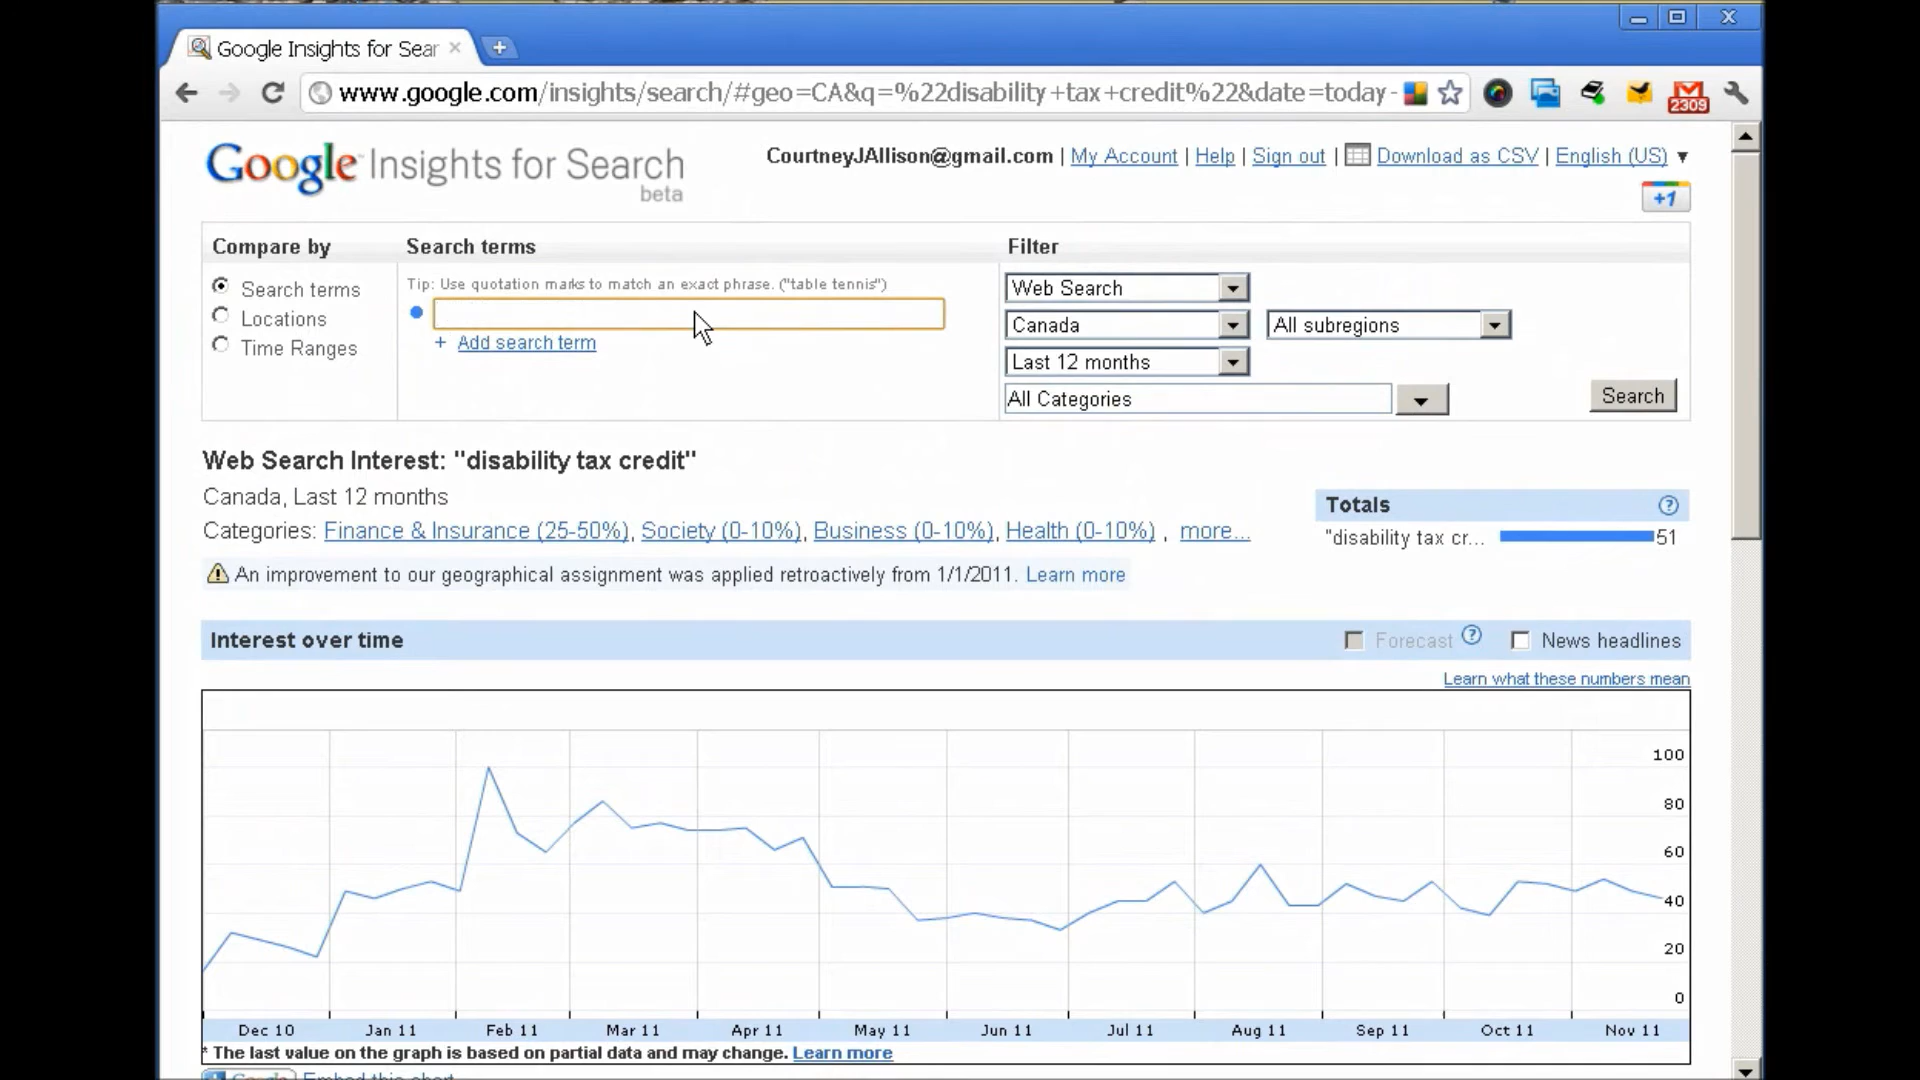 Google Insights for Sear
www.google.com/insights/search/#geo=CA&q=%22disability+tax+credit%22&date=today-
2309
Google Insights for Search
beta
CourtneyJAllison@gmail.com | My Account | Help | Sign out | Download as CSV | English (US)
+1
Compare by
Search terms
Filter
Search terms
Locations
Time Ranges
Tip: Use quotation marks to match an exact phrase. ("table tennis")
+ Add search term
Web Search
Canada
All subregions
Last 12 months
All Categories
Search
Web Search Interest: "disability tax credit"
Canada, Last 12 months
Categories: Finance & Insurance (25-50%), Society (0-10%), Business (0-10%), Health (0-10%) , more...
An improvement to our geographical assignment was applied retroactively from 1/1/2011. Learn more
Totals ?
"disability tax cr... 51
Interest over time
Forecast ?
News headlines
Learn what these numbers mean
100
80
60
40
20
0
Dec 10 Jan 11 Feb 11 Mar 11 Apr 11 May 11 Jun 11 Jul 11 Aug 11 Sep 11 Oct 11 Nov 11
* The last value on the graph is based on partial data and may change. Learn more
Google Embed this chart